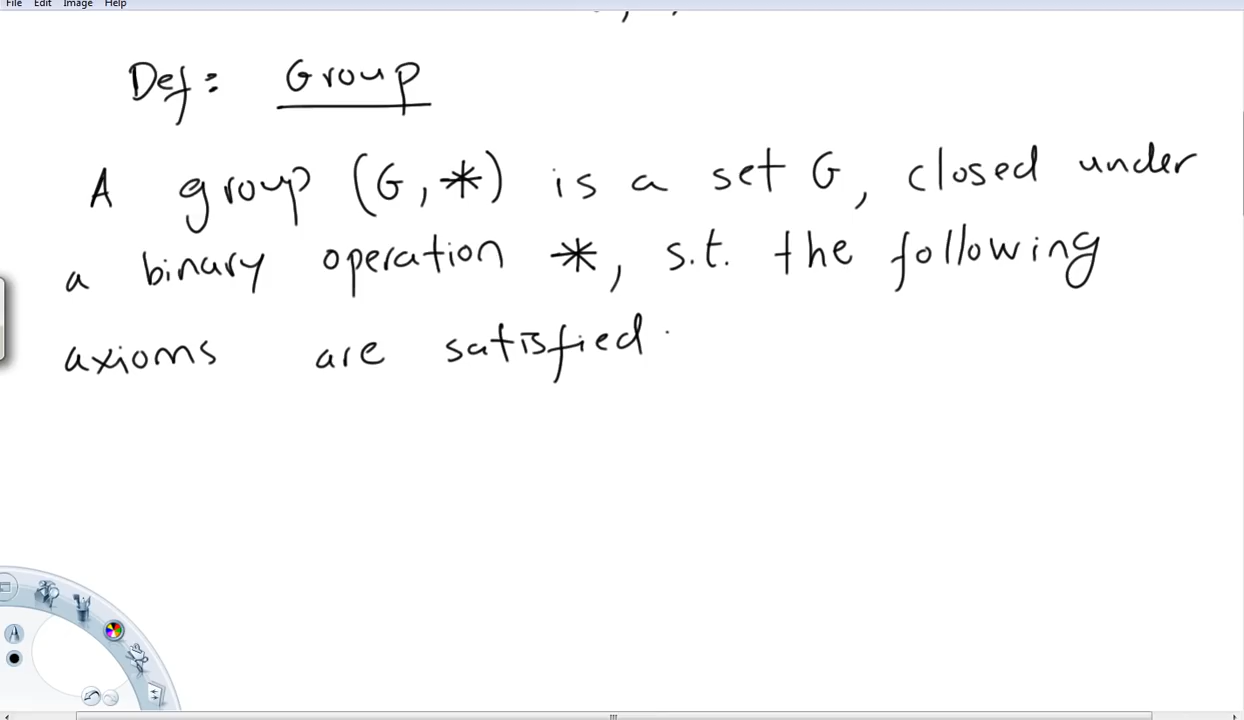 File Edit Image Help
Def: Group
A group (G, *) is a set G, closed under
a binary operation *, s.t. the following
axioms are satisfied.